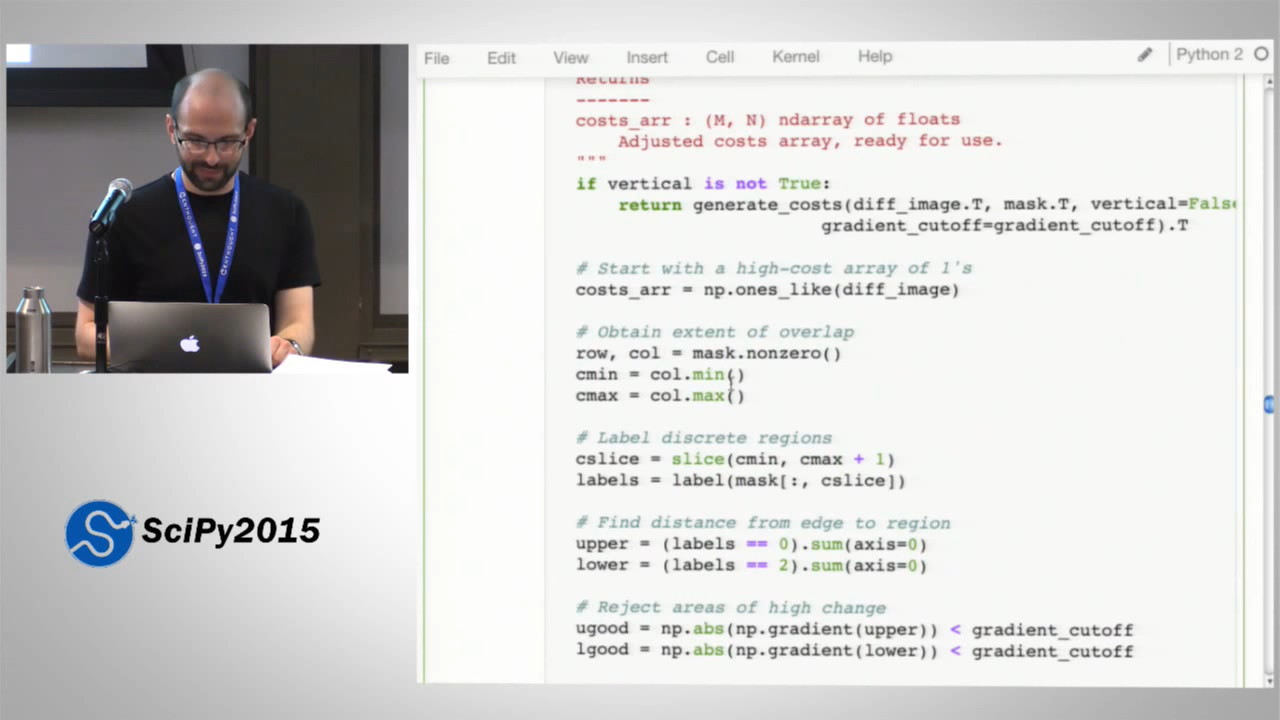 File Edit View Insert Cell Kernel Help Python 2
Returns
-------
costs_arr : (M, N) ndarray of floats
Adjusted costs array, ready for use.
"""
if vertical is not True:
return generate_costs(diff_image.T, mask.T, vertical=False
gradient_cutoff=gradient_cutoff).T
# Start with a high-cost array of 1's
costs_arr = np.ones_like(diff_image)
# Obtain extent of overlap
row, col = mask.nonzero()
cmin = col.min()
cmax = col.max()
# Label discrete regions
cslice = slice(cmin, cmax + 1)
labels = label(mask[:, cslice])
# Find distance from edge to region
upper = (labels == 0).sum(axis=0)
lower = (labels == 2).sum(axis=0)
# Reject areas of high change
ugood = np.abs(np.gradient(upper)) < gradient_cutoff
lgood = np.abs(np.gradient(lower)) < gradient_cutoff
ENTHOUGHT
ENTHOUGHT
SciPy2015